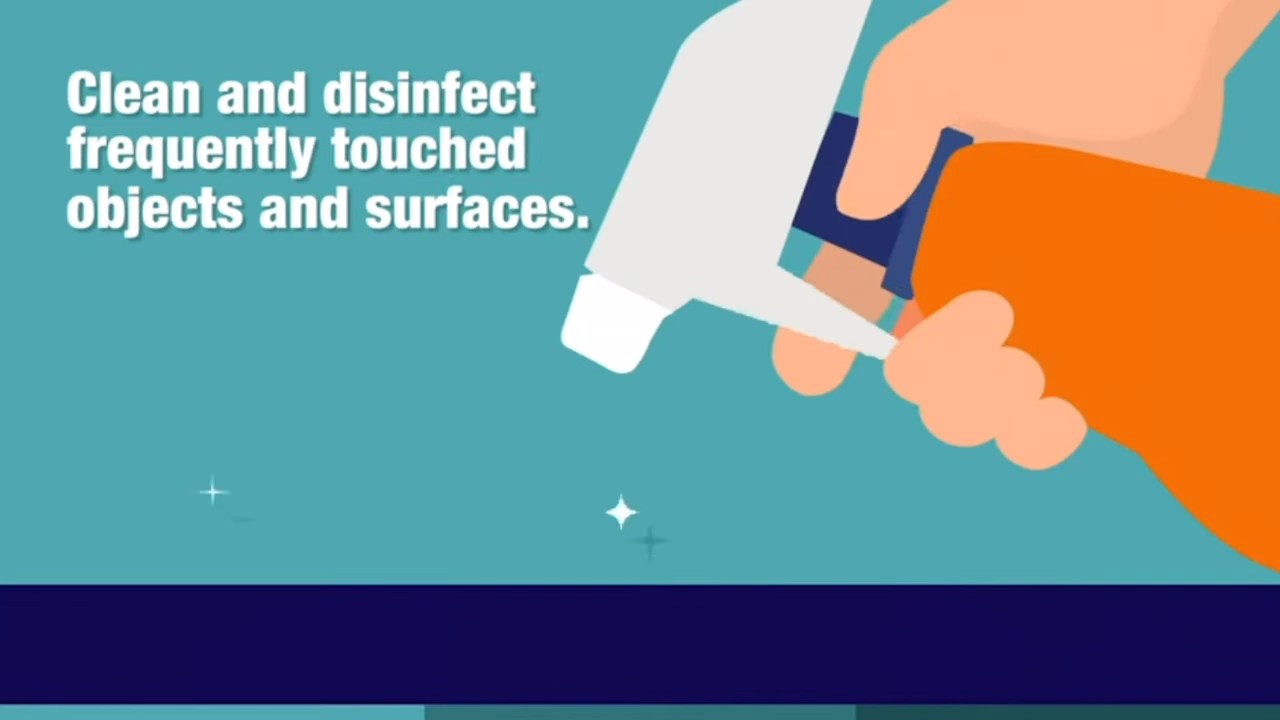 Clean and disinfect
frequently touched
objects and surfaces.